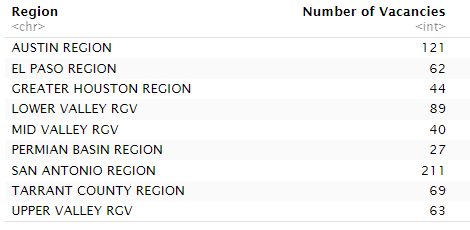 Region Number of Vacancies
<chr> <int>
AUSTIN REGION 121
EL PASO REGION 62
GREATER HOUSTON REGION 44
LOWER VALLEY RGV 89
MID VALLEY RGV 40
PERMIAN BASIN REGION 27
SAN ANTONIO REGION 211
TARRANT COUNTY REGION 69
UPPER VALLEY RGV 63